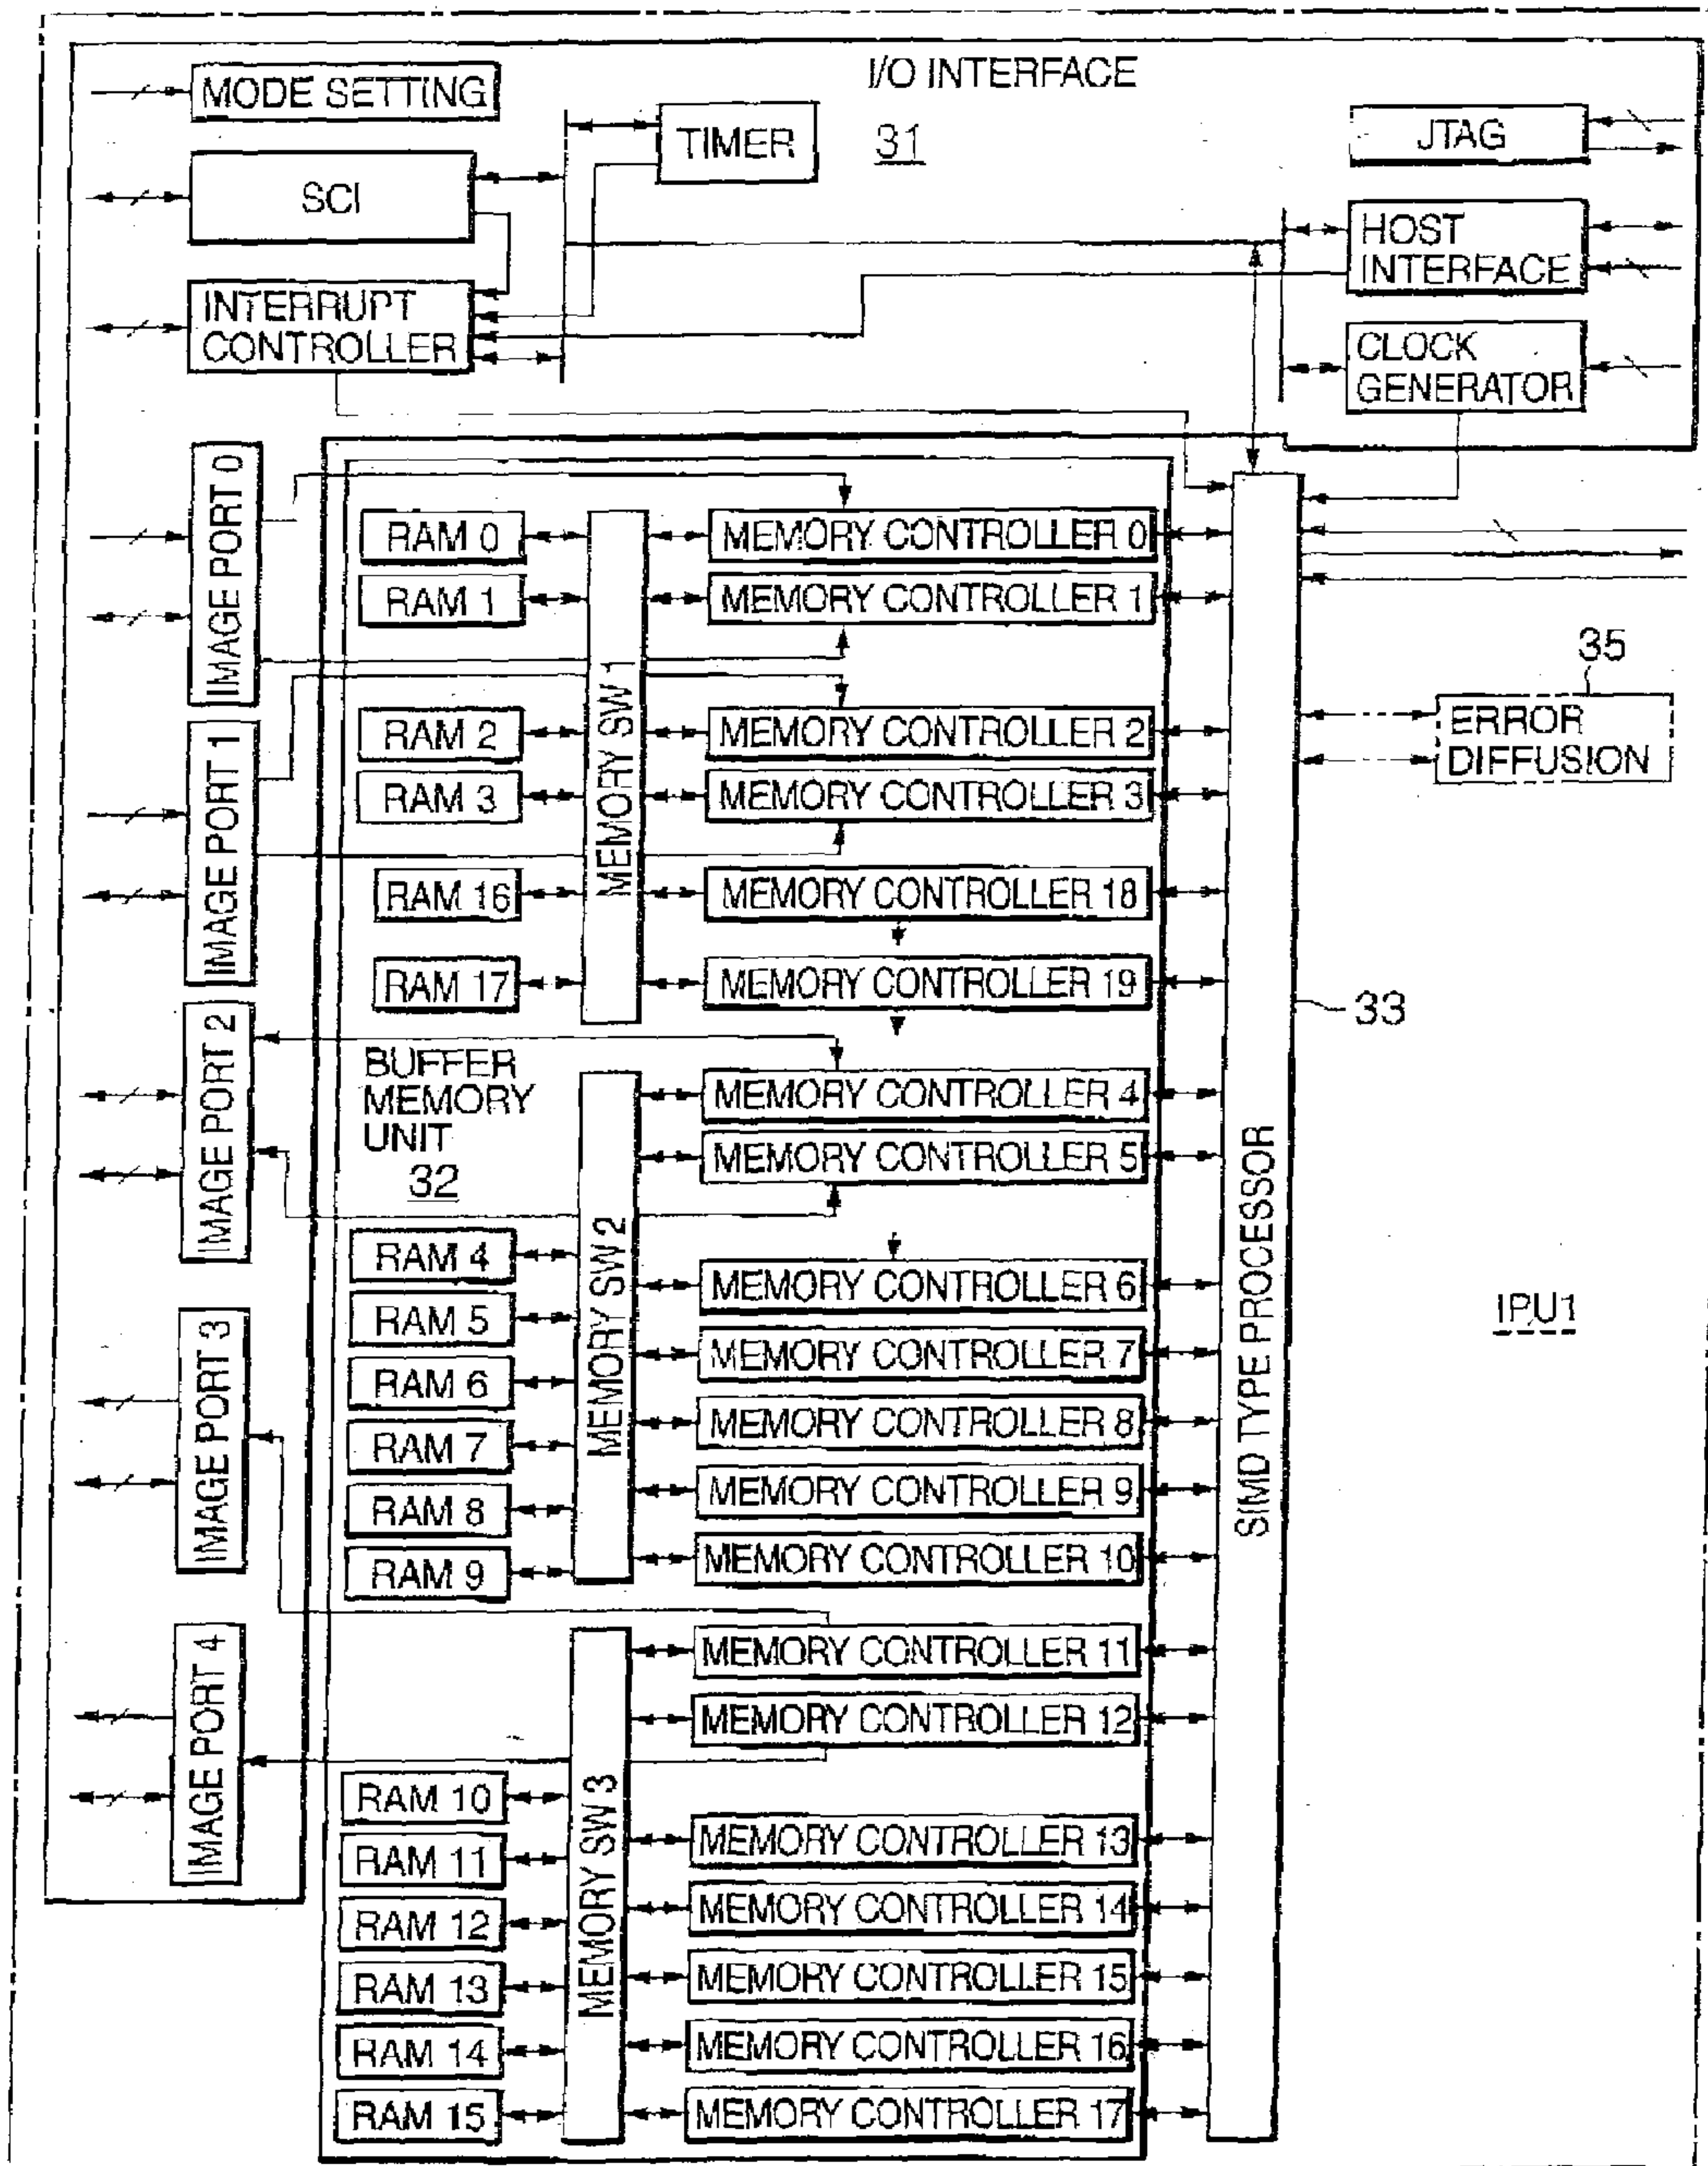 I/O INTERFACE
31
MODE SETTING
SCI
INTERRUPT
CONTROLLER
TIMER
JTAG
HOST
INTERFACE
CLOCK
GENERATOR
IMAGE PORT 0
IMAGE PORT 1
IMAGE PORT 2
IMAGE PORT 3
IMAGE PORT 4
RAM 0
RAM 1
RAM 2
RAM 3
RAM 16
RAM 17
MEMORY SW 1
MEMORY CONTROLLER 0
MEMORY CONTROLLER 1
MEMORY CONTROLLER 2
MEMORY CONTROLLER 3
MEMORY CONTROLLER 18
MEMORY CONTROLLER 19
BUFFER
MEMORY
UNIT
32
RAM 4
RAM 5
RAM 6
RAM 7
RAM 8
RAM 9
MEMORY SW 2
MEMORY CONTROLLER 4
MEMORY CONTROLLER 5
MEMORY CONTROLLER 6
MEMORY CONTROLLER 7
MEMORY CONTROLLER 8
MEMORY CONTROLLER 9
MEMORY CONTROLLER 10
RAM 10
RAM 11
RAM 12
RAM 13
RAM 14
RAM 15
MEMORY SW 3
MEMORY CONTROLLER 11
MEMORY CONTROLLER 12
MEMORY CONTROLLER 13
MEMORY CONTROLLER 14
MEMORY CONTROLLER 15
MEMORY CONTROLLER 16
MEMORY CONTROLLER 17
SIMD TYPE PROCESSOR
33
35
ERROR
DIFFUSION
IPU1